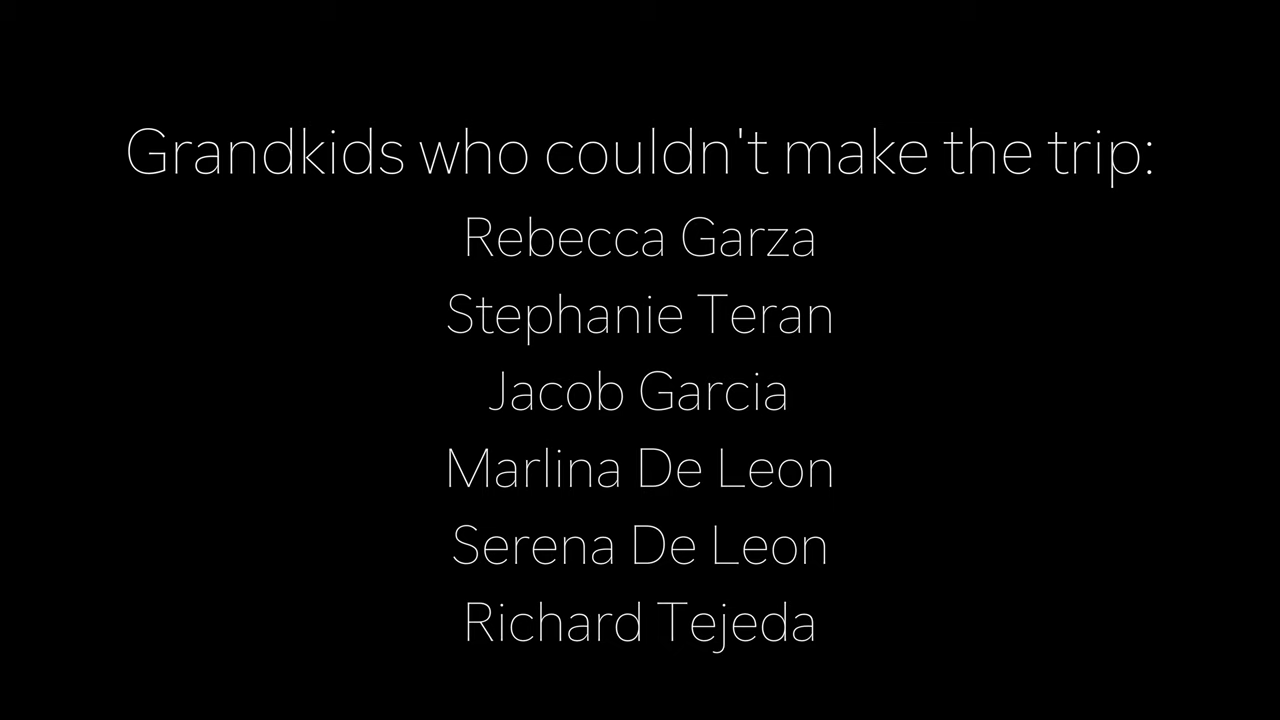 Grandkids who couldn't make the trip:
Rebecca Garza
Stephanie Teran
Jacob Garcia
Marlina De Leon
Serena De Leon
Richard Tejeda